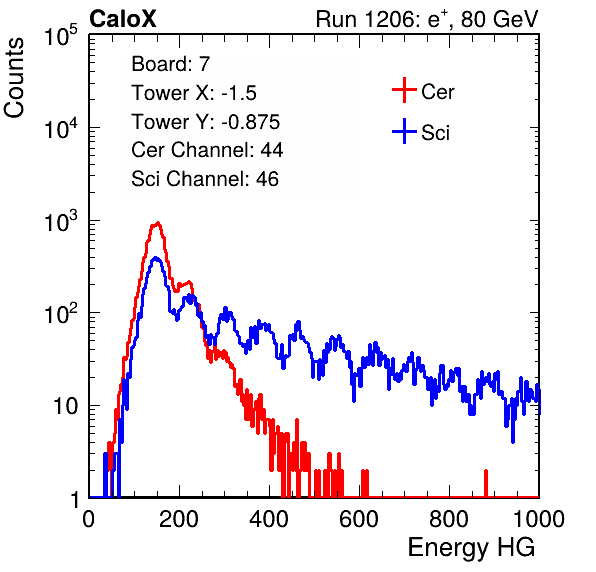 CaloX Run 1206: e⁺, 80 GeV
Board: 7
Tower X: -1.5
Tower Y: -0.875
Cer Channel: 44
Sci Channel: 46
Cer
Sci
Counts
10⁵
10⁴
10³
10²
10
1
0 200 400 600 800 1000
Energy HG